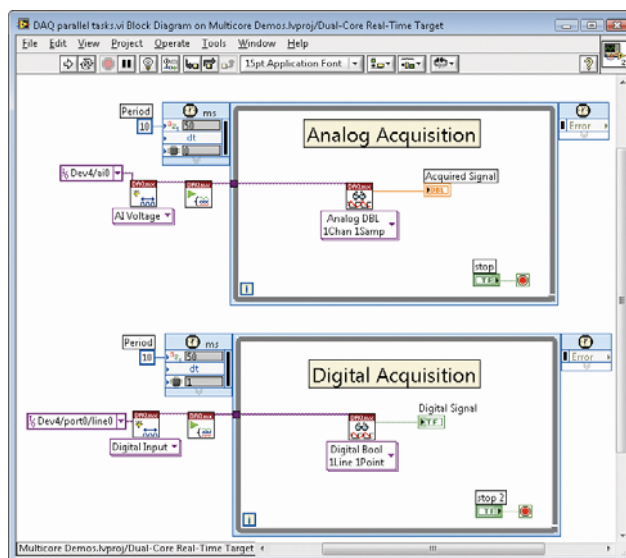 DAQ parallel tasks.vi Block Diagram on Multicore Demos.lvproj/Dual-Core Real-Time Target
File Edit View Project Operate Tools Window Help
15pt Application Font
Period
10
ms
50
dt
0
Error
Analog Acquisition
Dev4/ai0
AI Voltage
Acquired Signal
DBL
Analog DBL
1Chan 1Samp
stop
TF
i
Period
10
ms
50
dt
1
Error
Digital Acquisition
Dev4/port0/line0
Digital Input
Digital Signal
TF
Digital Bool
1Line 1Point
stop 2
TF
i
Multicore Demos.lvproj/Dual-Core Real-Time Target